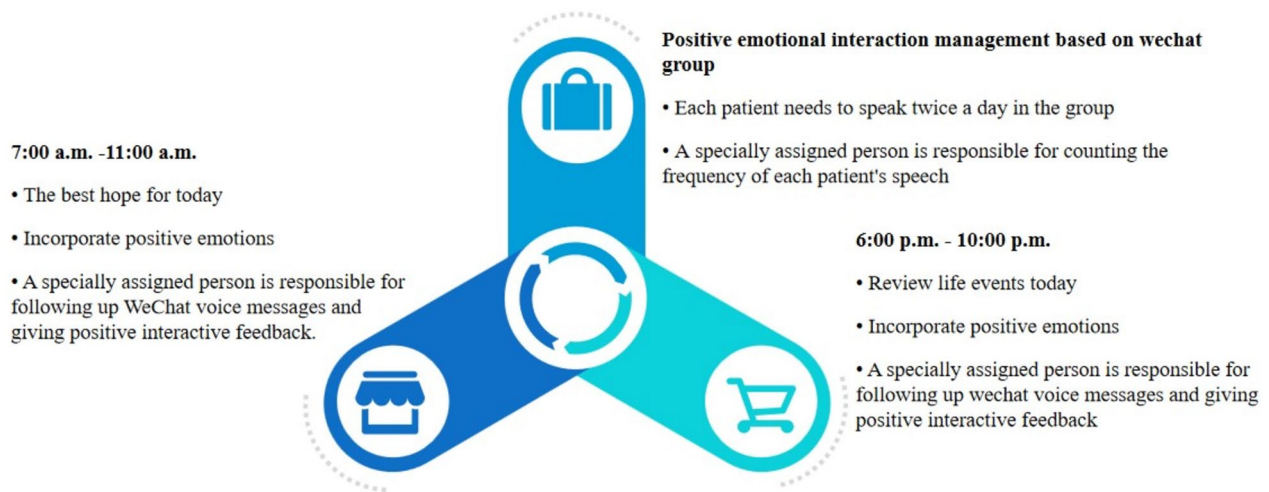 Positive emotional interaction management based on wechat
group
• Each patient needs to speak twice a day in the group
• A specially assigned person is responsible for counting the
frequency of each patient's speech
7:00 a.m. -11:00 a.m.
• The best hope for today
• Incorporate positive emotions
• A specially assigned person is responsible for
following up WeChat voice messages and
giving positive interactive feedback.
6:00 p.m. - 10:00 p.m.
• Review life events today
• Incorporate positive emotions
• A specially assigned person is responsible for
following up wechat voice messages and giving
positive interactive feedback